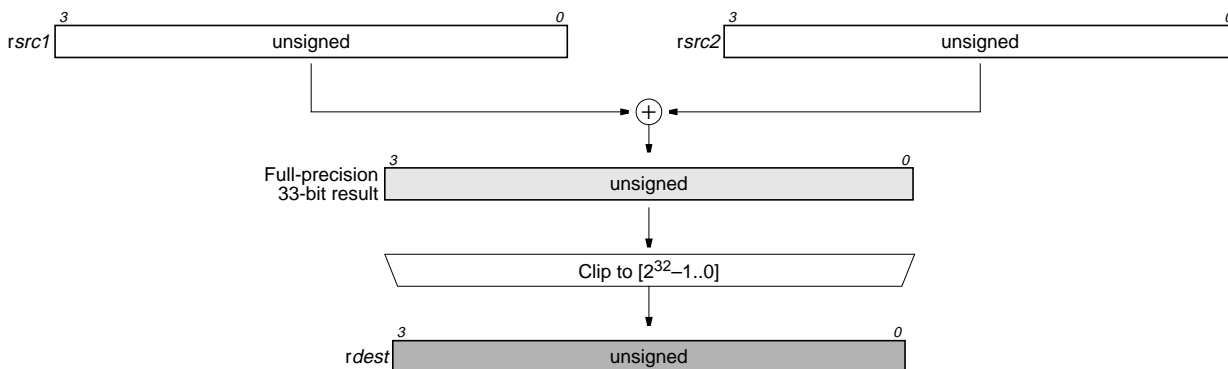 3 0 3 0
rsrc1 unsigned rsrc2 unsigned
+
3 0
Full-precision
33-bit result unsigned
Clip to [2³²–1..0]
3 0
rdest unsigned